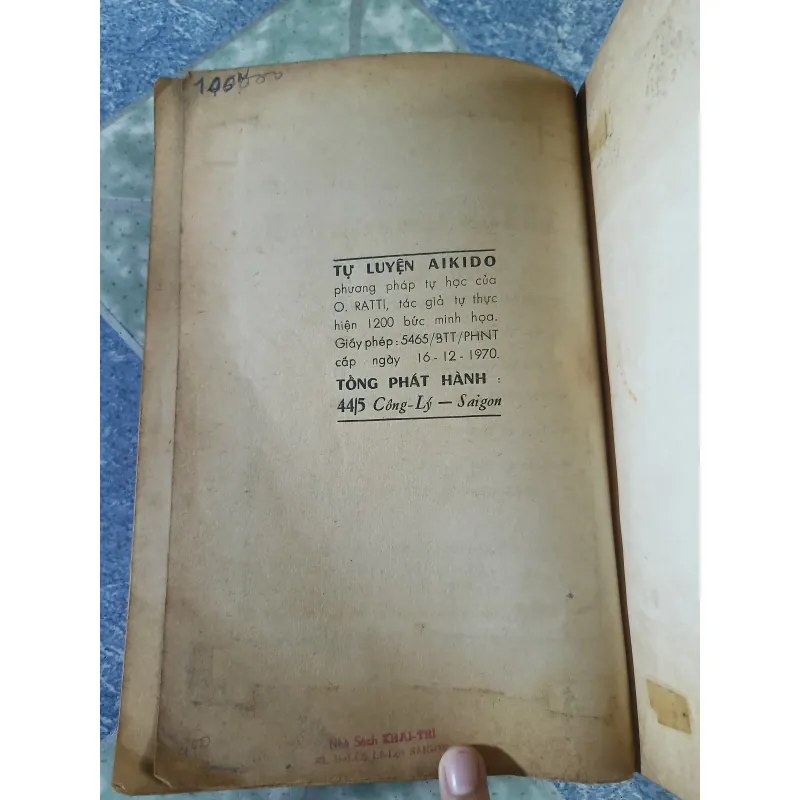 TỰ LUYỆN AIKIDO
phương pháp tự học của
O. RATTI, tác giả tự thực
hiện 1200 bức minh họa.
Giấy phép : 5465/BTT/PHNT
cấp ngày 16-12-1970.
TỔNG PHÁT HÀNH :
44/5 Công-Lý — Saigon
Nhà Sách KHAI-TRÍ